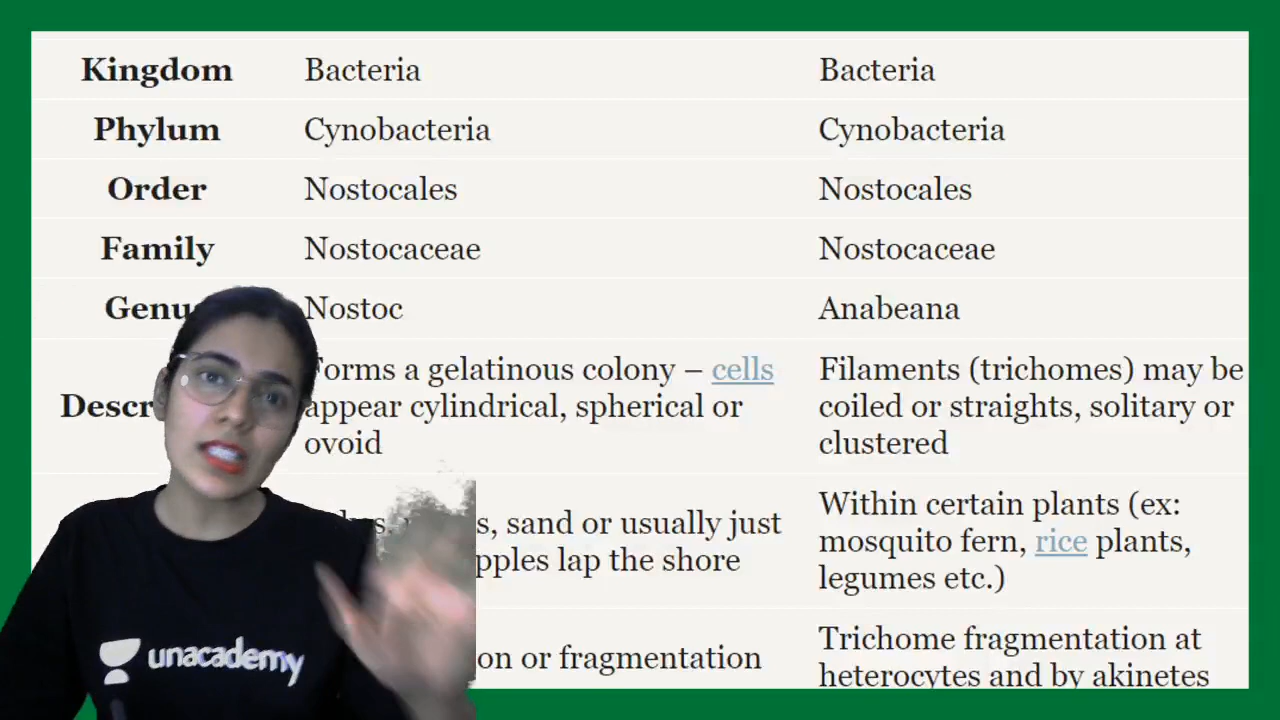 Kingdom Bacteria Bacteria
Phylum Cynobacteria Cynobacteria
Order Nostocales Nostocales
Family Nostocaceae Nostocaceae
Genu Nostoc Anabeana
Descr
orms a gelatinous colony – cells
appear cylindrical, spherical or
ovoid
Filaments (trichomes) may be
coiled or straights, solitary or
clustered
s, sand or usually just
pples lap the shore
Within certain plants (ex:
mosquito fern, rice plants,
legumes etc.)
on or fragmentation
Trichome fragmentation at
heterocytes and by akinetes
unacademy